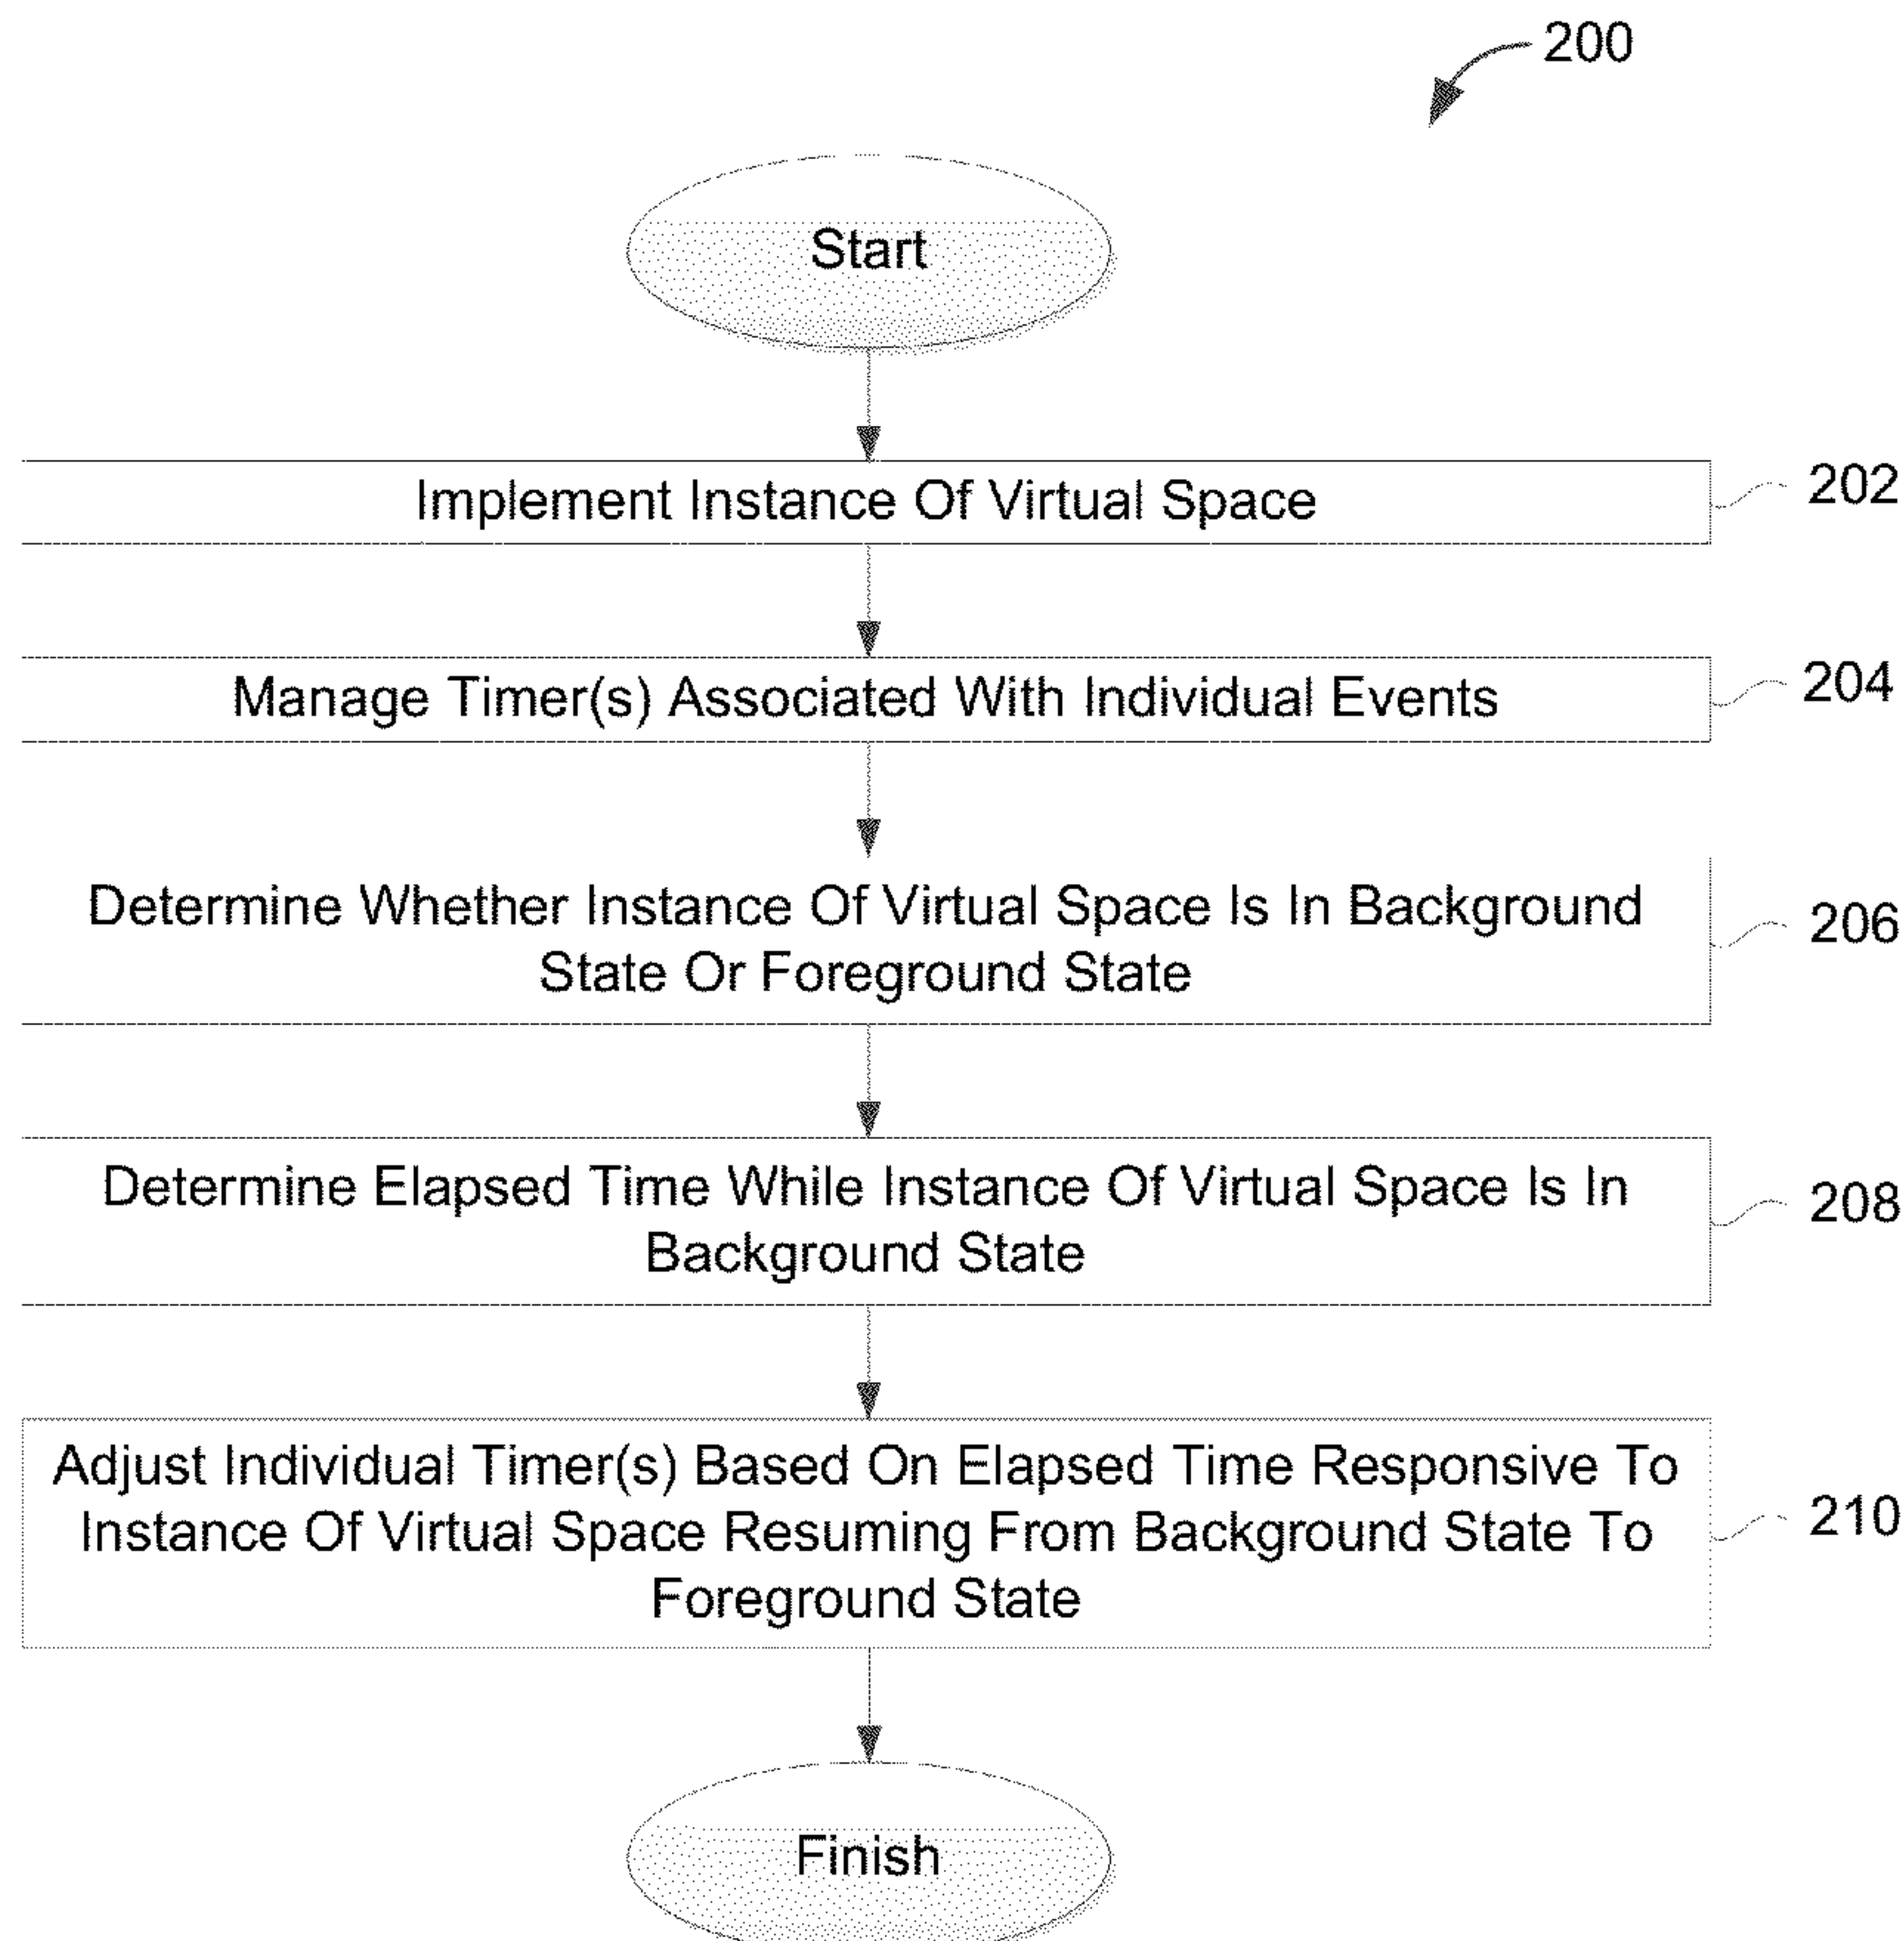 200
Start
Implement Instance Of Virtual Space
202
Manage Timer(s) Associated With Individual Events
204
Determine Whether Instance Of Virtual Space Is In Background
State Or Foreground State
206
Determine Elapsed Time While Instance Of Virtual Space Is In
Background State
208
Adjust Individual Timer(s) Based On Elapsed Time Responsive To
Instance Of Virtual Space Resuming From Background State To
Foreground State
210
Finish